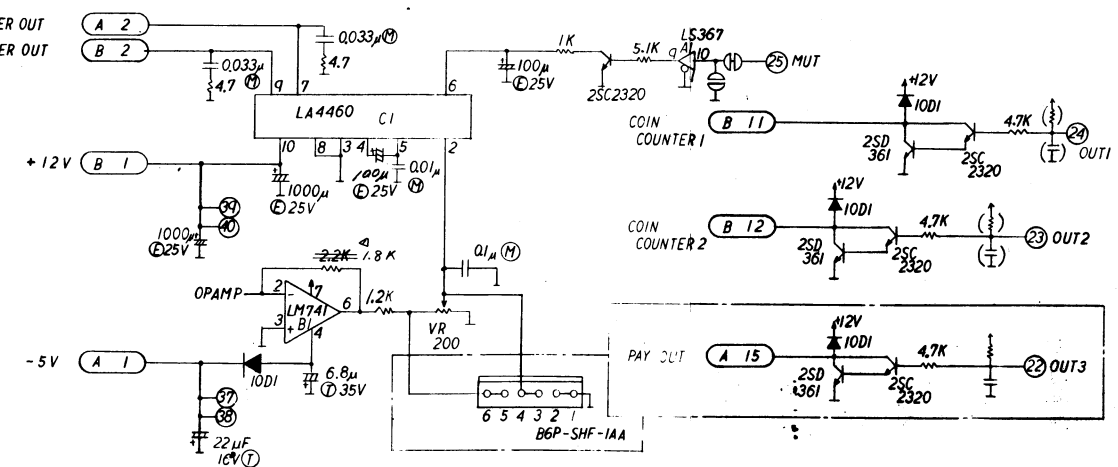 ER OUT A 2
ER OUT B 2
0.033μ Ⓜ
4.7
0.033μ Ⓜ
4.7
9 7 6
LA4460 C1
10 8 3 4 5 2
100μ
Ⓔ 25V
1K
2SC2320
5.1K
9 A1 10
LS367
25 MUT
+12V B 1
1000μ
Ⓔ 25V
100μ
Ⓔ 25V
0.01μ
Ⓜ
39
40
1000μ
Ⓔ 25V
0.1μ Ⓜ
2.2K 1.8K
OPAMP
2 - 7
LM741 6
B1
3 + 4
1.2K
VR
200
-5V A 1
10D1
6.8μ
Ⓣ 35V
37
38
22μF
16V Ⓣ
6 5 4 3 2 1
B6P-SHF-1AA
COIN
COUNTER 1
B 11
+12V
10D1
2SD
361
2SC
2320
4.7K
24
OUT1
COIN
COUNTER 2
B 12
+12V
10D1
2SD
361
2SC
2320
4.7K
23 OUT2
PAY OUT A 15
+12V
10D1
2SD
361
2SC
2320
4.7K
22 OUT3